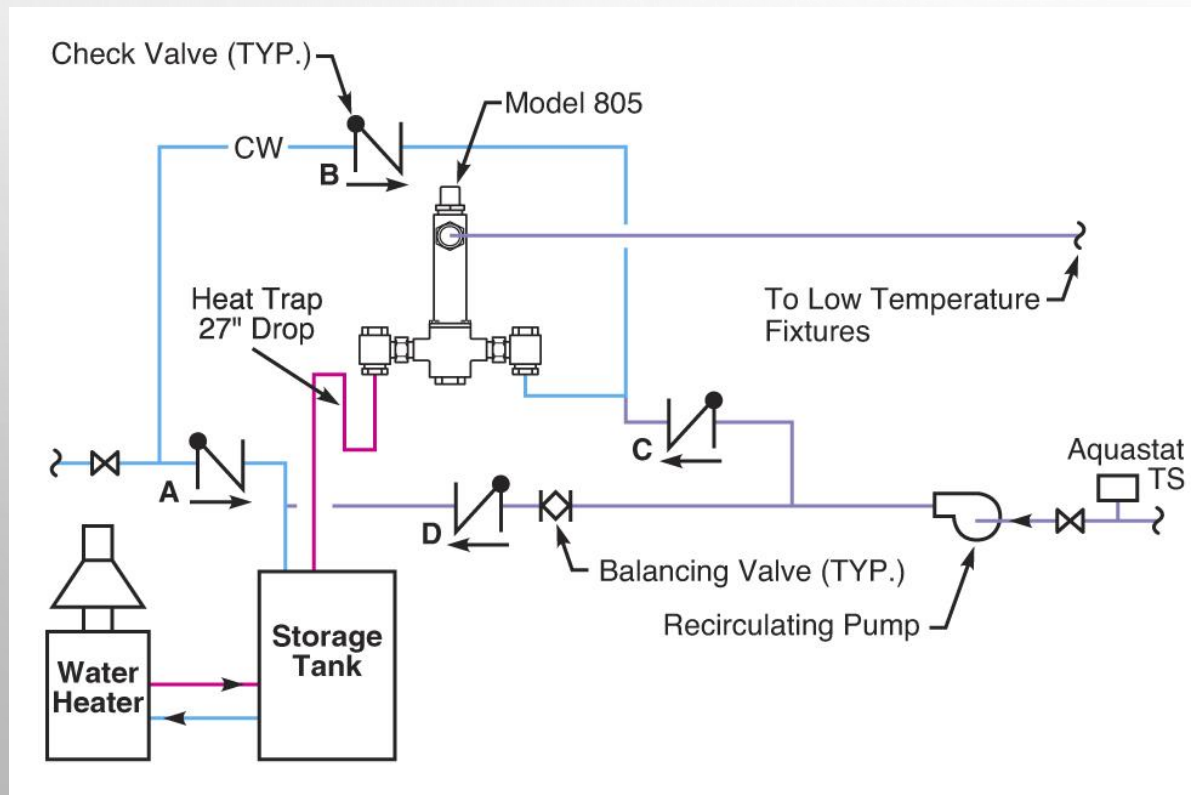 Check Valve (TYP.)
Model 805
CW
B
Heat Trap
27" Drop
To Low Temperature
Fixtures
C
A
Aquastat
TS
D
Balancing Valve (TYP.)
Recirculating Pump
Storage
Tank
Water
Heater